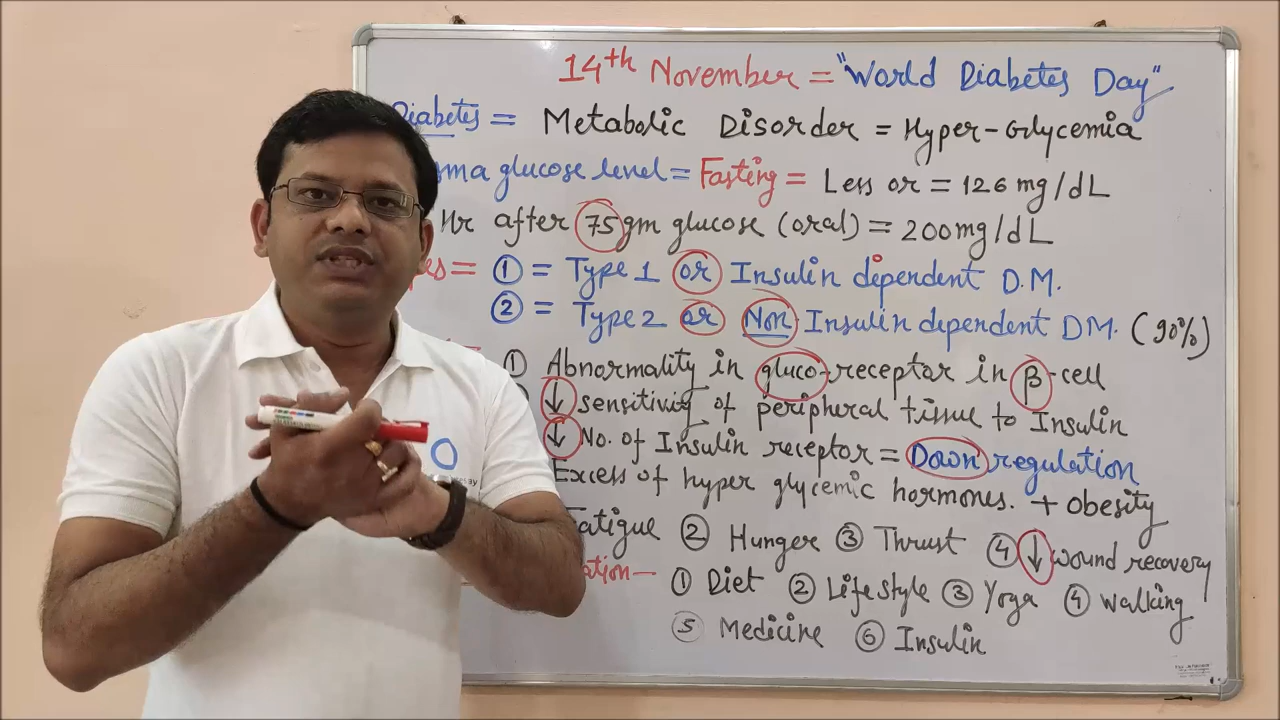 14th November = "World Diabetes Day"
Diabetes = Metabolic Disorder = Hyper-Glycemia
glucose level = Fasting = Less or = 126 mg/dL
Hr after 75 gm glucose (oral) = 200 mg/dL
① = Type 1 or Insulin dependent D.M.
② = Type 2 or Non Insulin dependent DM. (90%)
① Abnormality in gluco-receptor in β-cell
↓ sensitivity of peripheral tissue to Insulin
↓ No. of Insulin receptor = Down regulation
Excess of hyper glycemic hormones. + obesity
Fatigue ② Hunger ③ Thrust ④ ↓ wound recovery
① Diet ② Lifestyle ③ Yoga ④ Walking
⑤ Medicine ⑥ Insulin